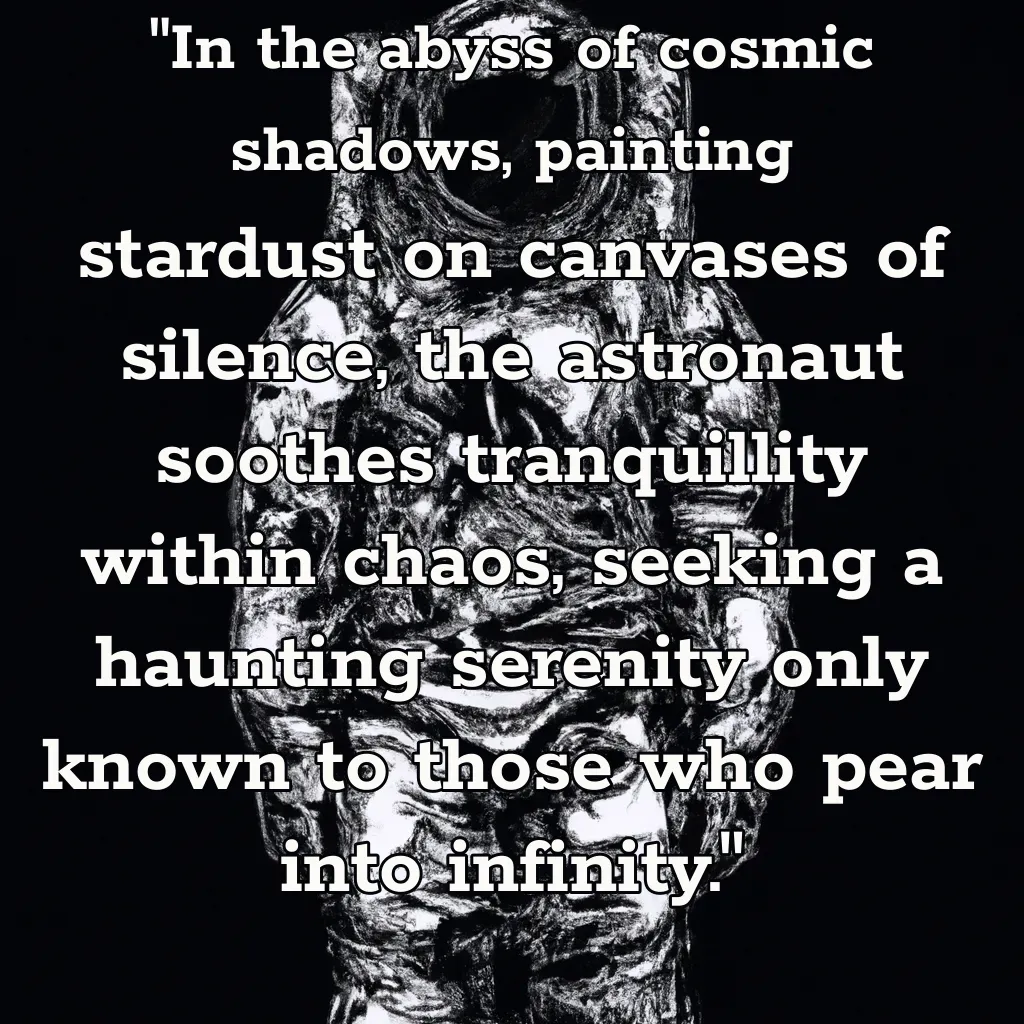 "In the abyss of cosmic
shadows, painting
stardust on canvases of
silence, the astronaut
soothes tranquillity
within chaos, seeking a
haunting serenity only
known to those who pear
into infinity."